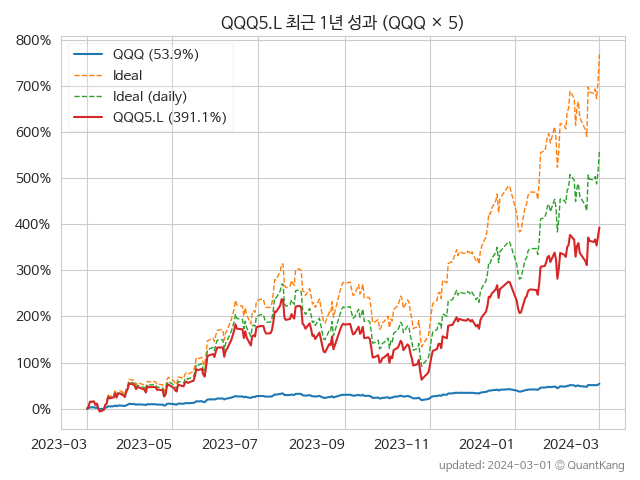 QQQ5.L 최근 1년 성과 (QQQ × 5)
800%
700%
600%
500%
400%
300%
200%
100%
0%
QQQ (53.9%)
Ideal
Ideal (daily)
QQQ5.L (391.1%)
2023-03 2023-05 2023-07 2023-09 2023-11 2024-01 2024-03
updated: 2024-03-01 ⓒ QuantKang